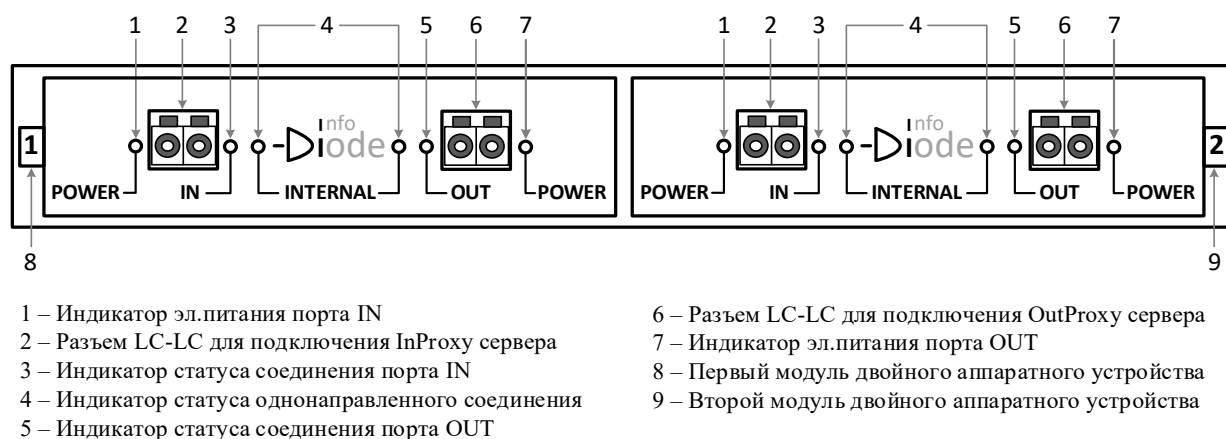 1 2 3 4 5 6 7 1 2 3 4 5 6 7
1 Info Diode Info Diode 2
POWER IN INTERNAL OUT POWER POWER IN INTERNAL OUT POWER
8 9
1 – Индикатор эл.питания порта IN
2 – Разъем LC-LC для подключения InProxy сервера
3 – Индикатор статуса соединения порта IN
4 – Индикатор статуса однонаправленного соединения
5 – Индикатор статуса соединения порта OUT
6 – Разъем LC-LC для подключения OutProxy сервера
7 – Индикатор эл.питания порта OUT
8 – Первый модуль двойного аппаратного устройства
9 – Второй модуль двойного аппаратного устройства